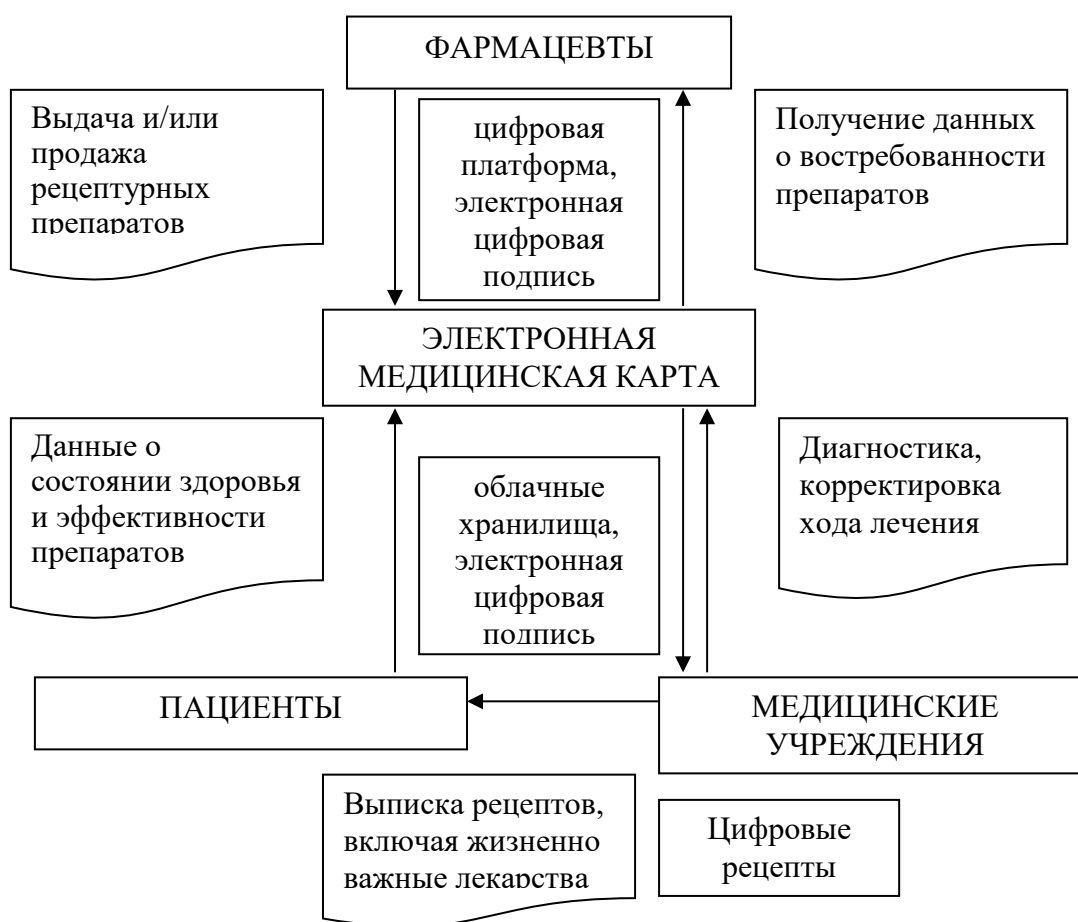 ФАРМАЦЕВТЫ
Выдача и/или
продажа
рецептурных
препаратов
цифровая
платформа,
электронная
цифровая
подпись
Получение данных
о востребованности
препаратов
ЭЛЕКТРОННАЯ
МЕДИЦИНСКАЯ КАРТА
Данные о
состоянии здоровья
и эффективности
препаратов
облачные
хранилища,
электронная
цифровая
подпись
Диагностика,
корректировка
хода лечения
ПАЦИЕНТЫ
МЕДИЦИНСКИЕ
УЧРЕЖДЕНИЯ
Выписка рецептов,
включая жизненно
важные лекарства
Цифровые
рецепты